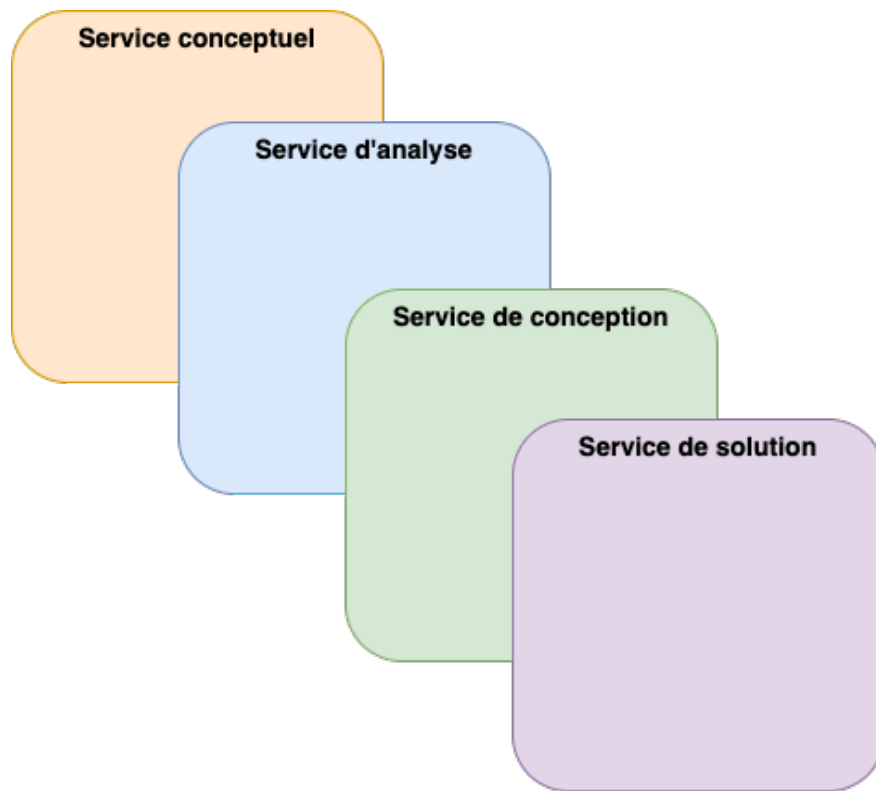 Service conceptuel
Service d'analyse
Service de conception
Service de solution